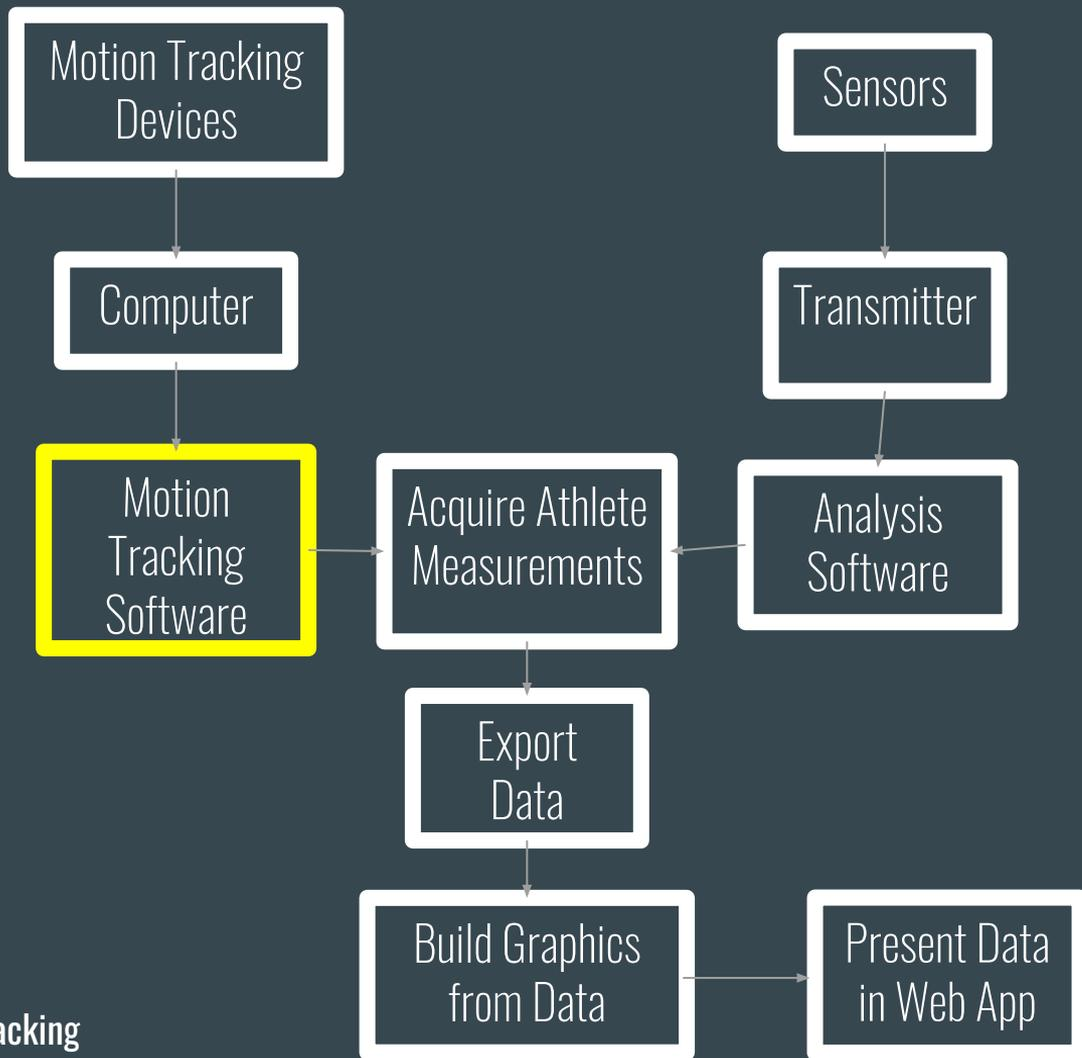 Motion Tracking
Devices
Sensors
Computer
Transmitter
Motion
Tracking
Software
Acquire Athlete
Measurements
Analysis
Software
Export
Data
Build Graphics
from Data
Present Data
in Web App
acking